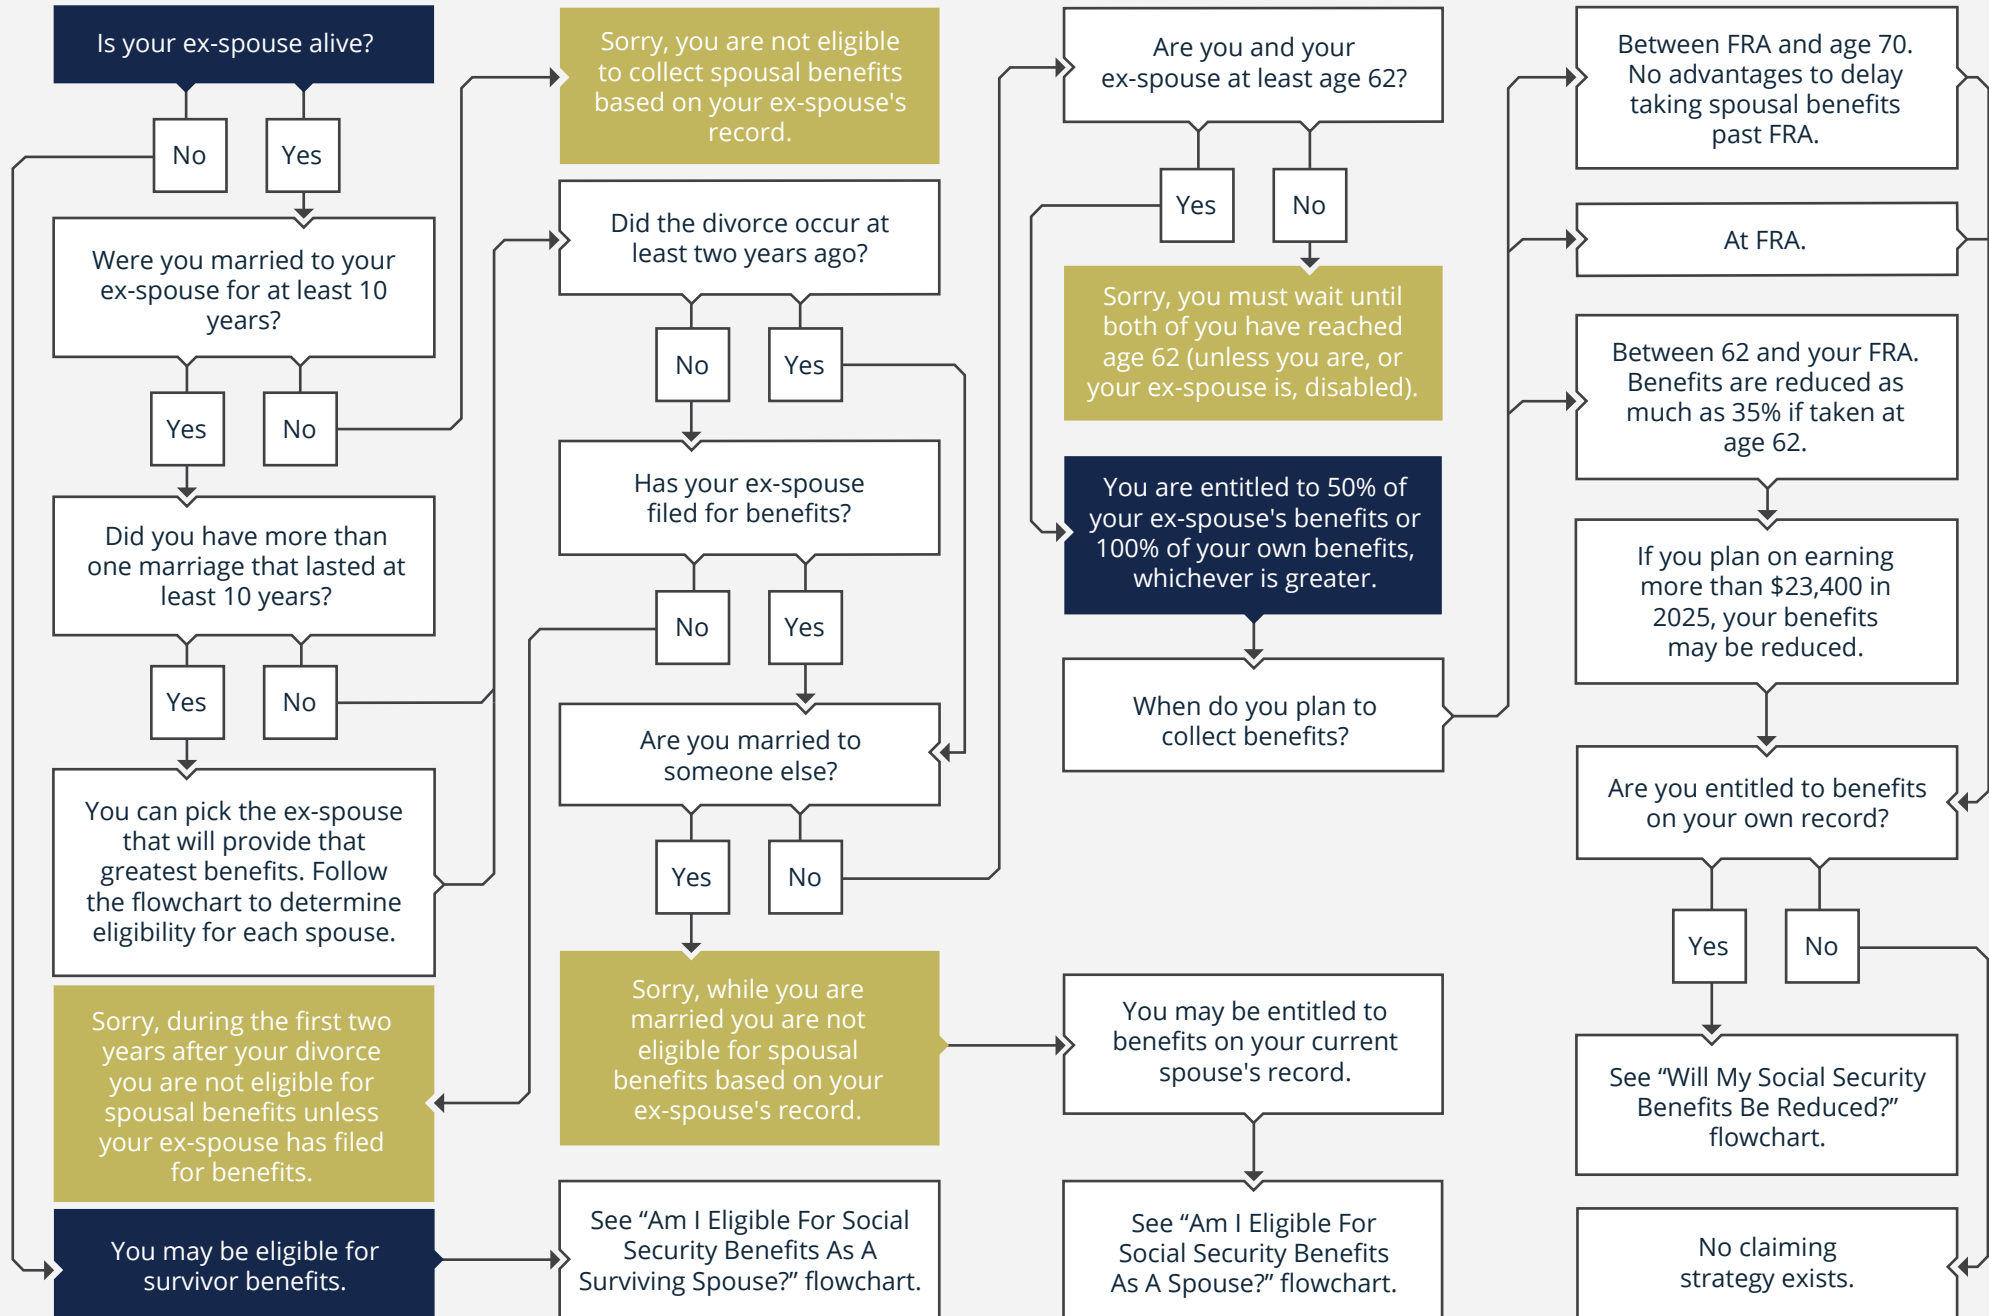 Is your ex-spouse alive?
No
Yes
Were you married to your
ex-spouse for at least 10
years?
Yes
No
Did you have more than
one marriage that lasted at
least 10 years?
Yes
No
You can pick the ex-spouse
that will provide that
greatest benefits. Follow
the flowchart to determine
eligibility for each spouse.
Sorry, during the first two
years after your divorce
you are not eligible for
spousal benefits unless
your ex-spouse has filed
for benefits.
You may be eligible for
survivor benefits.
Sorry, you are not eligible
to collect spousal benefits
based on your ex-spouse's
record.
Did the divorce occur at
least two years ago?
No
Yes
Has your ex-spouse
filed for benefits?
No
Yes
Are you married to
someone else?
Yes
No
Sorry, while you are
married you are not
eligible for spousal
benefits based on your
ex-spouse's record.
See “Am I Eligible For Social
Security Benefits As A
Surviving Spouse?” flowchart.
Are you and your
ex-spouse at least age 62?
Yes
No
Sorry, you must wait until
both of you have reached
age 62 (unless you are, or
your ex-spouse is, disabled).
You are entitled to 50% of
your ex-spouse's benefits or
100% of your own benefits,
whichever is greater.
When do you plan to
collect benefits?
You may be entitled to
benefits on your current
spouse's record.
See “Am I Eligible For
Social Security Benefits
As A Spouse?” flowchart.
Between FRA and age 70.
No advantages to delay
taking spousal benefits
past FRA.
At FRA.
Between 62 and your FRA.
Benefits are reduced as
much as 35% if taken at
age 62.
If you plan on earning
more than $23,400 in
2025, your benefits
may be reduced.
Are you entitled to benefits
on your own record?
Yes
No
See “Will My Social Security
Benefits Be Reduced?”
flowchart.
No claiming
strategy exists.